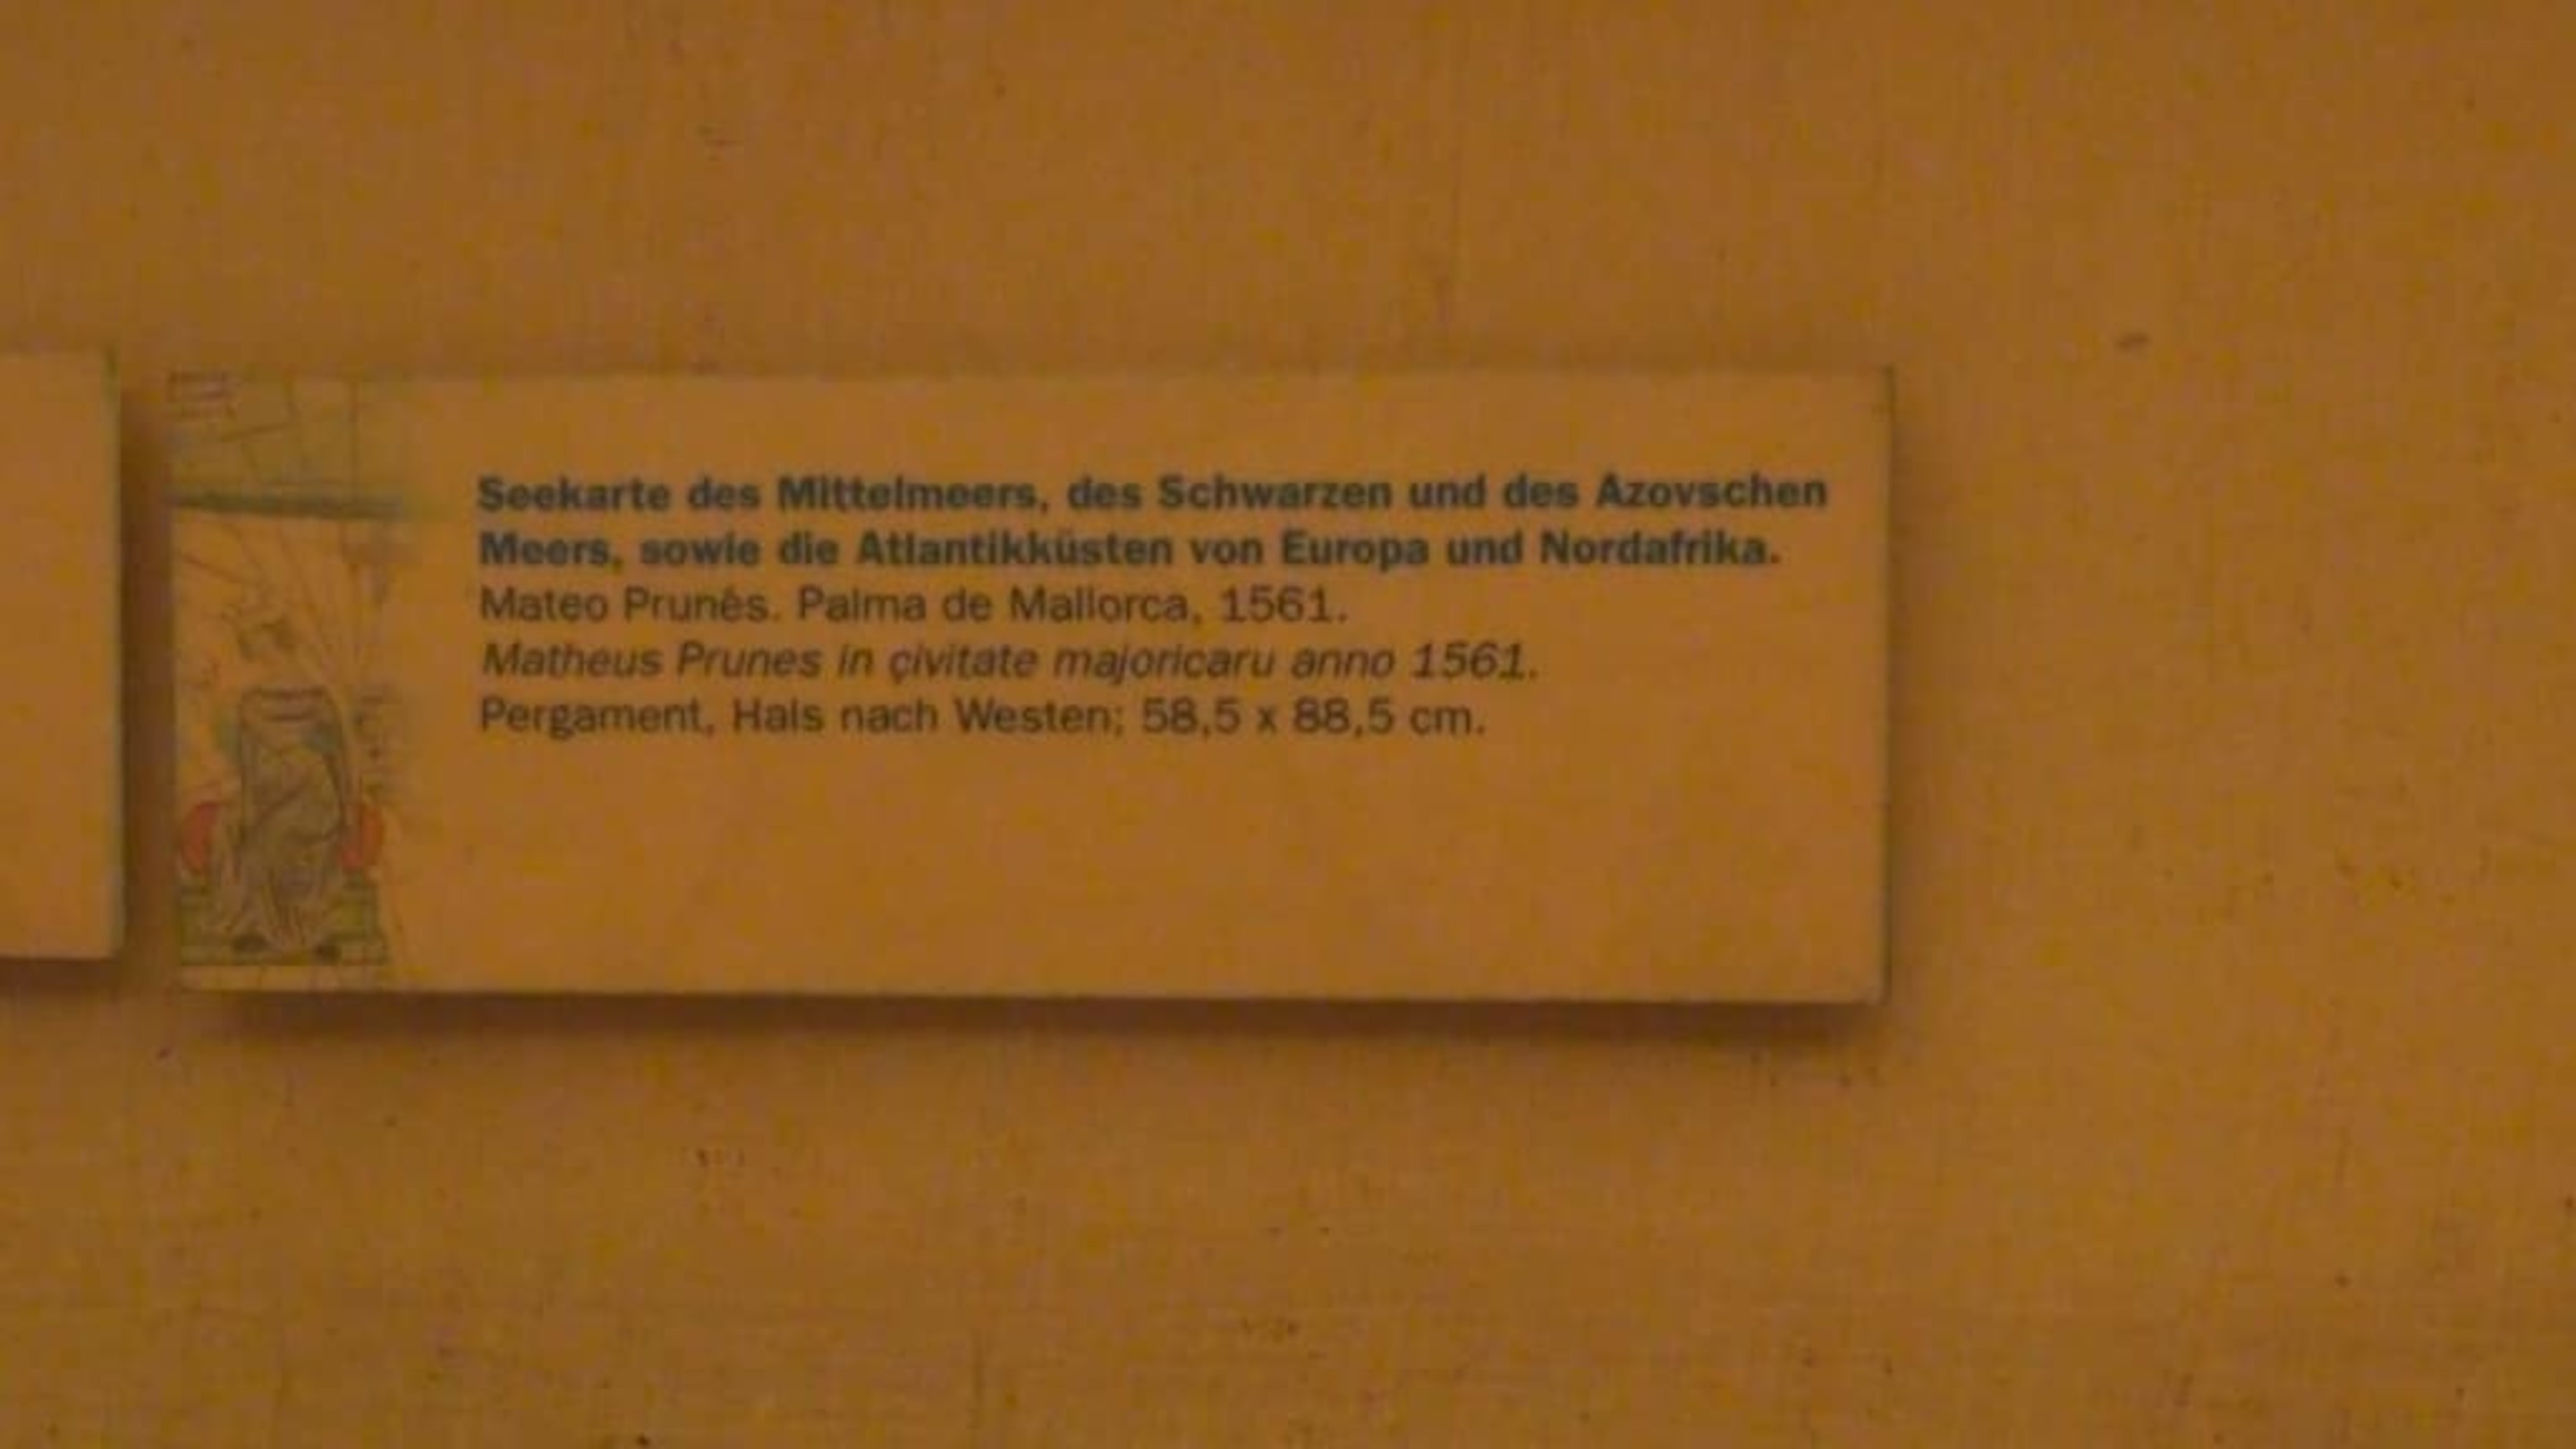 Seekarte des Mittelmeers, des Schwarzen und des Azovschen
Meers, sowie die Atlantikküsten von Europa und Nordafrika.
Mateo Prunès. Palma de Mallorca, 1561.
Matheus Prunes in çivitate majoricaru anno 1561.
Pergament, Hals nach Westen; 58,5 x 88,5 cm.